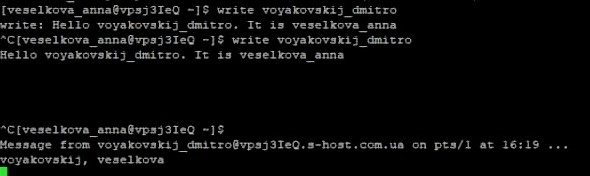 [veselkova_anna@vpsj3IeQ ~]$ write voyakovskij_dmitro
write: Hello voyakovskij_dmitro. It is veselkova_anna
^C[veselkova_anna@vpsj3IeQ ~]$ write voyakovskij_dmitro
Hello voyakovskij_dmitro. It is veselkova_anna
^C[veselkova_anna@vpsj3IeQ ~]$
Message from voyakovskij_dmitro@vpsj3IeQ.s-host.com.ua on pts/1 at 16:19 ...
voyakovskij, veselkova